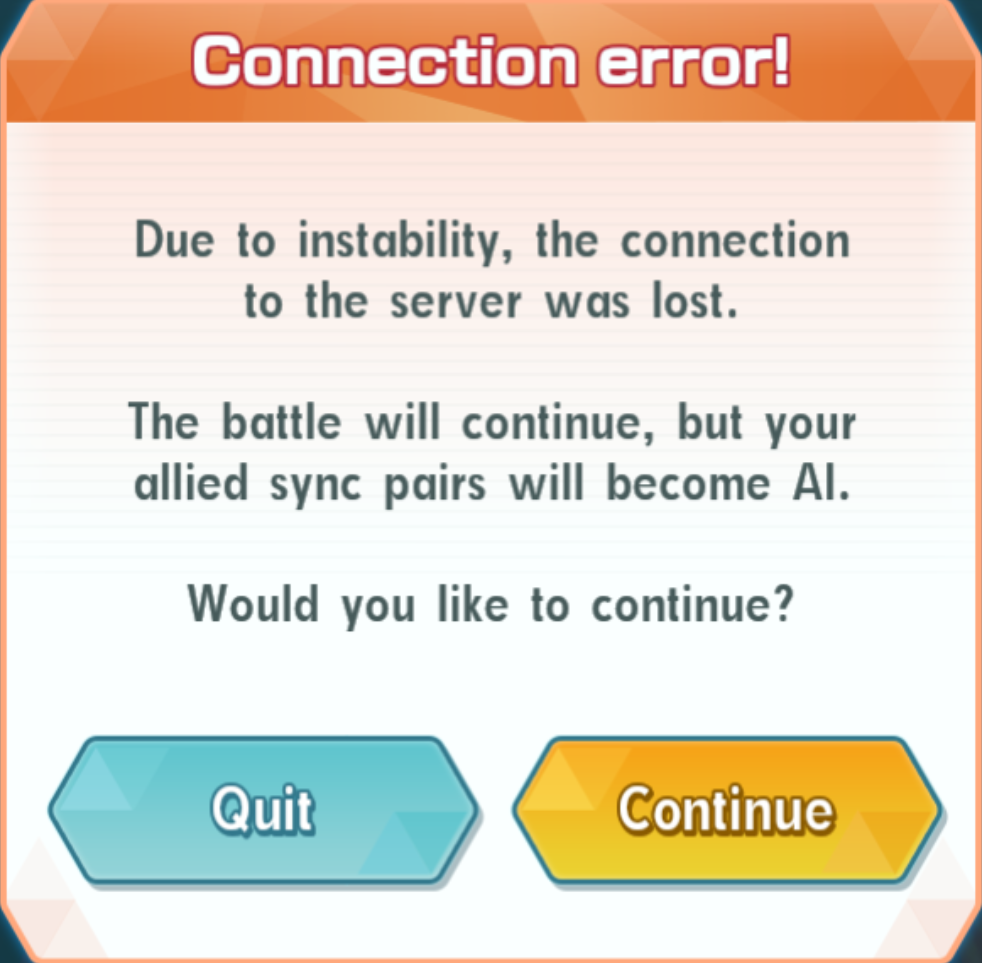 Connection error!
Due to instability, the connection
to the server was lost.
The battle will continue, but your
allied sync pairs will become AI.
Would you like to continue?
Quit
Continue